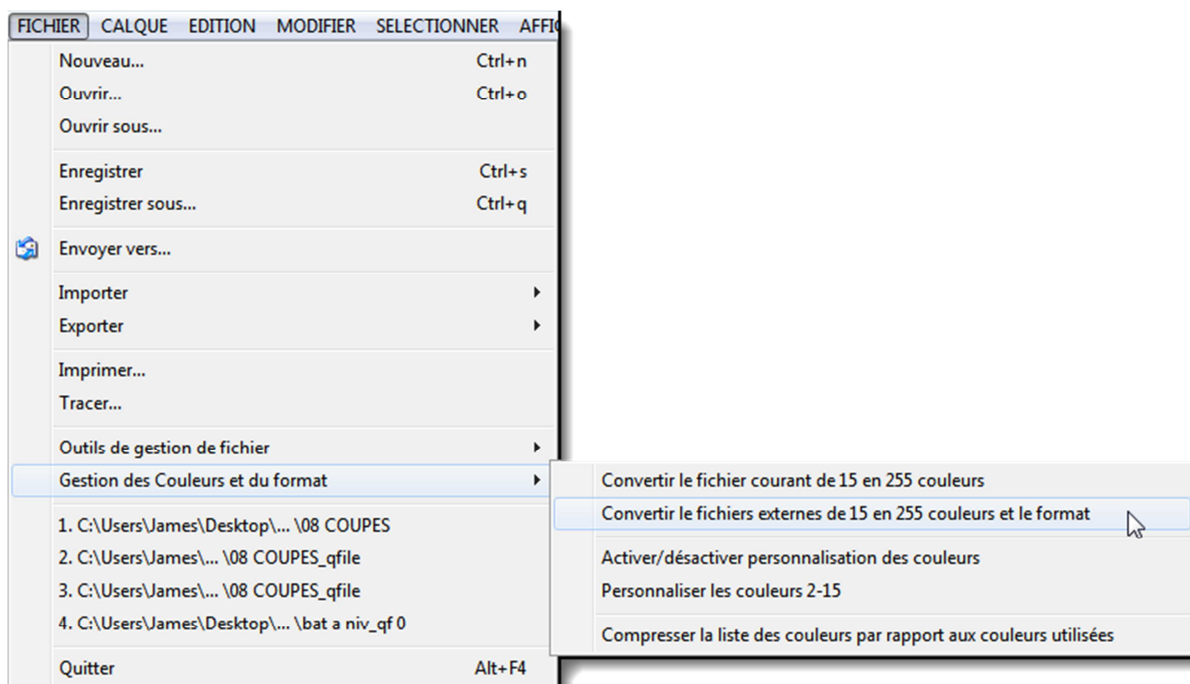 FICHIER CALQUE EDITION MODIFIER SELECTIONNER AFFIC
Nouveau... Ctrl+n
Ouvrir... Ctrl+o
Ouvrir sous...
Enregistrer Ctrl+s
Enregistrer sous... Ctrl+q
Envoyer vers...
Importer
Exporter
Imprimer...
Tracer...
Outils de gestion de fichier
Gestion des Couleurs et du format
1. C:\Users\James\Desktop\... \08 COUPES
2. C:\Users\James\... \08 COUPES_qfile
3. C:\Users\James\... \08 COUPES_qfile
4. C:\Users\James\Desktop\... \bat a niv_qf 0
Quitter Alt+F4
Convertir le fichier courant de 15 en 255 couleurs
Convertir le fichiers externes de 15 en 255 couleurs et le format
Activer/désactiver personnalisation des couleurs
Personnaliser les couleurs 2-15
Compresser la liste des couleurs par rapport aux couleurs utilisées